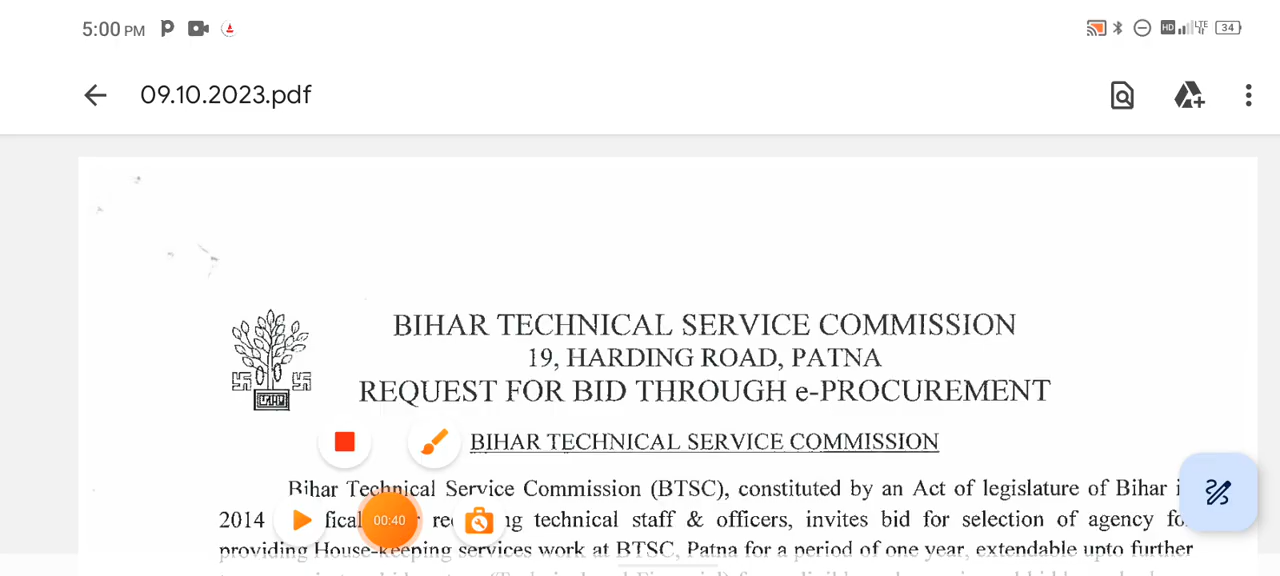 5:00 PM
HD LTE 34
09.10.2023.pdf
BIHAR TECHNICAL SERVICE COMMISSION
19, HARDING ROAD, PATNA
REQUEST FOR BID THROUGH e-PROCUREMENT
BIHAR TECHNICAL SERVICE COMMISSION
Bihar Technical Service Commission (BTSC), constituted by an Act of legislature of Bihar
2014 technical staff & officers, invites bid for selection of agency
00:40
providing House-keeping services work at BTSC, Patna for a period of one year, extendable upto further